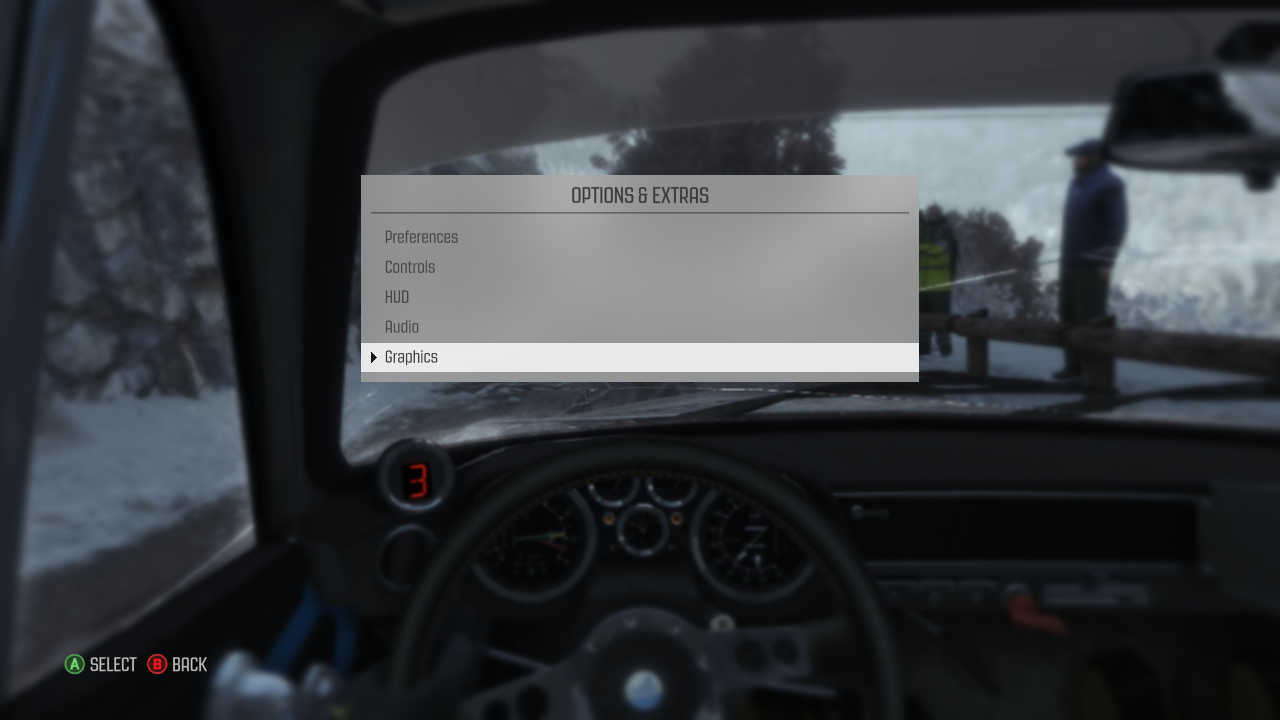 OPTIONS & EXTRAS
Preferences
Controls
HUD
Audio
Graphics
3
A SELECT B BACK